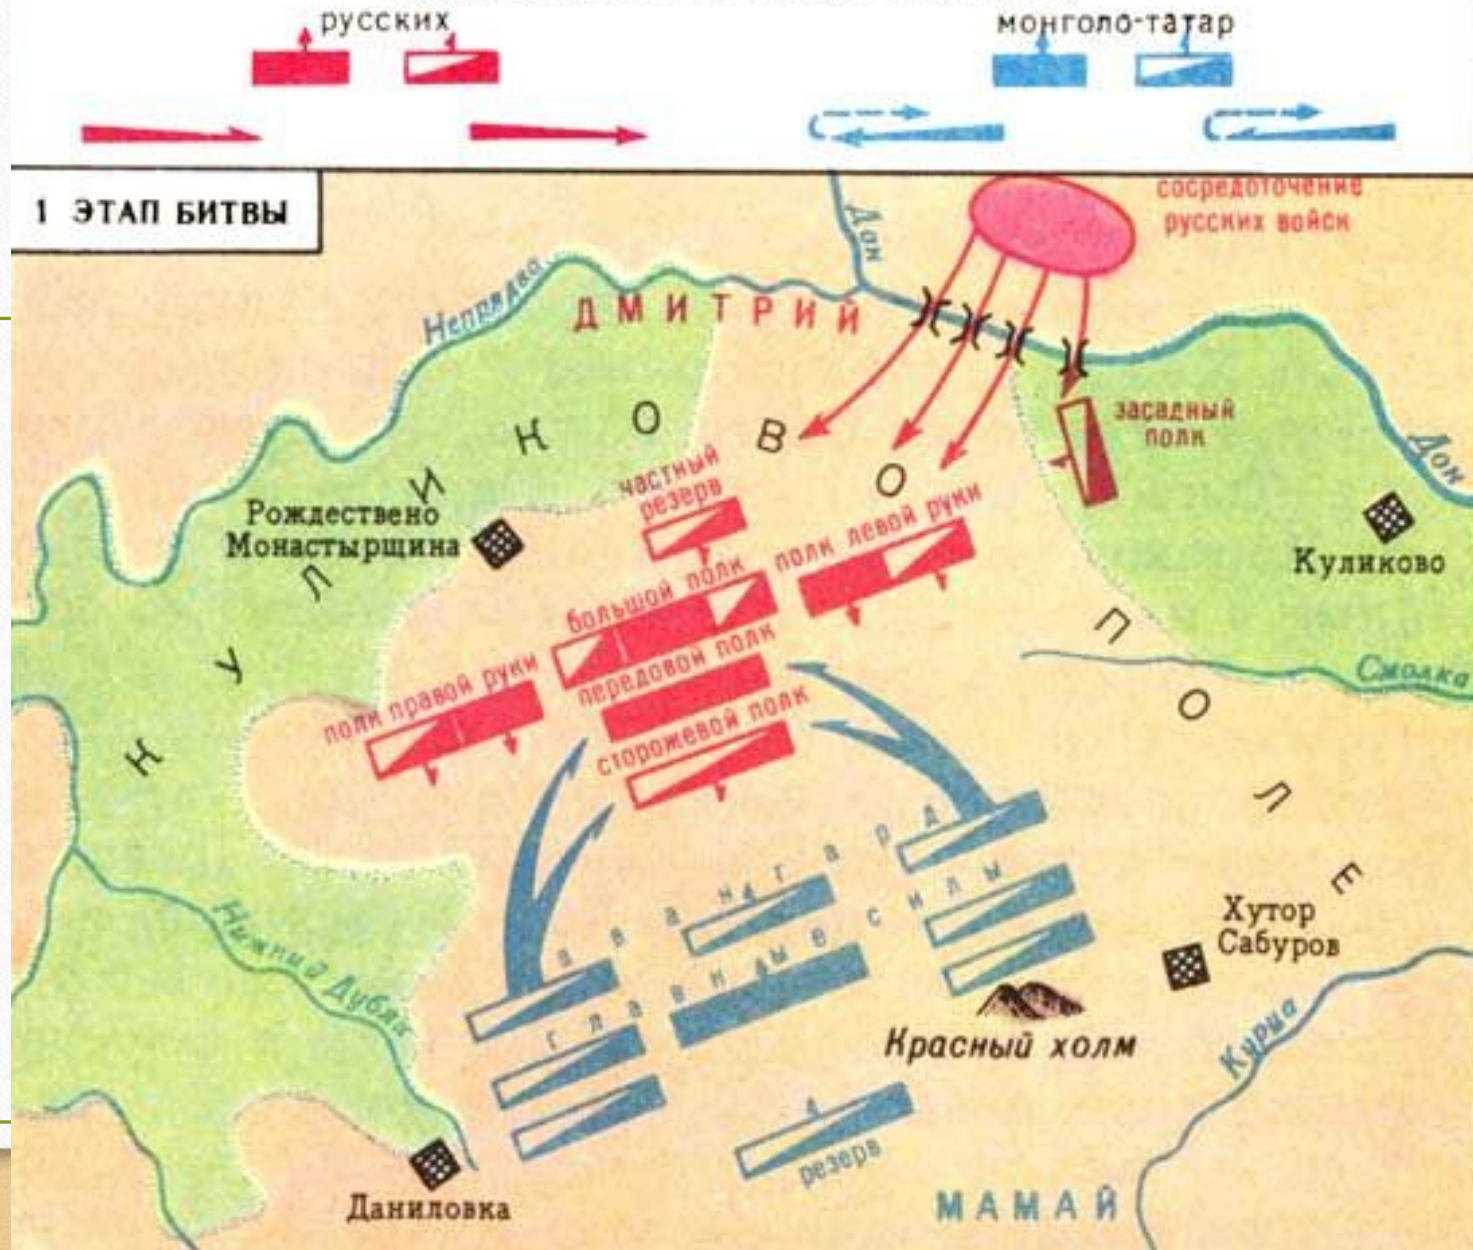 русских
монголо-татар
1 ЭТАП БИТВЫ
сосредоточение
русских войск
Дон
Непрядва
ДМИТРИЙ
КУЛИКОВО ПОЛЕ
засадный
полк
Дон
частный
резерв
Рождествено
Монастырщина
Куликово
полк левой руки
большой полк
передовой полк
полк правой руки
сторожевой полк
Смолка
авангард
главные силы
Хутор
Сабуров
Нижний Дубяк
Красный холм
Курца
резерв
Даниловка
МАМАЙ